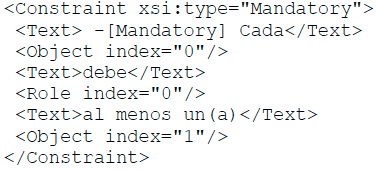 <Constraint xsi:type="Mandatory">
<Text> -[Mandatory] Cada</Text>
<Object index="0"/>
<Text>debe</Text>
<Role index="0"/>
<Text>al menos un(a)</Text>
<Object index="1"/>
</Constraint>